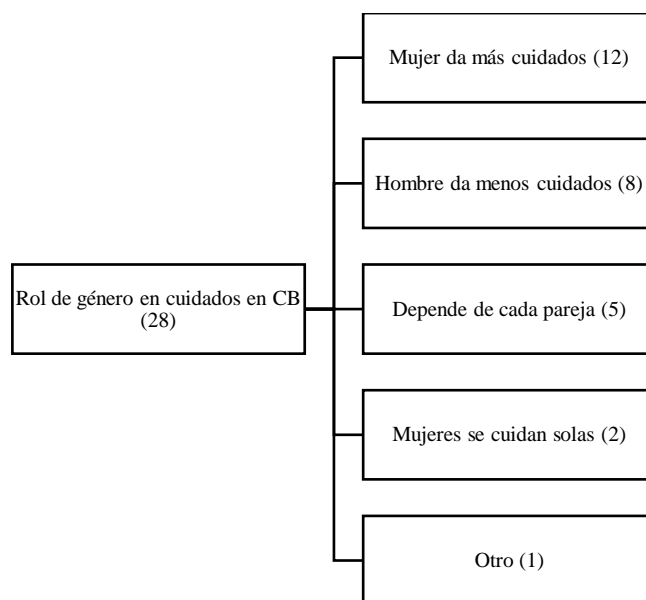 Mujer da más cuidados (12)
Hombre da menos cuidados (8)
Rol de género en cuidados en CB
(28)
Depende de cada pareja (5)
Mujeres se cuidan solas (2)
Otro (1)